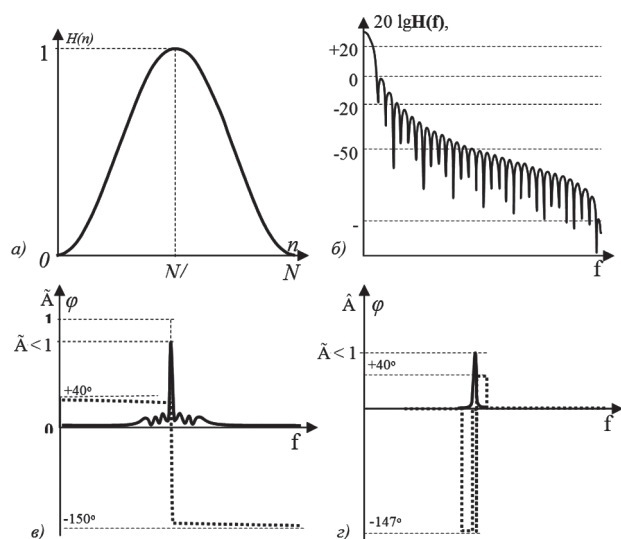 H(n)
1
0
n
N/
N
а)
20 lgH(f),
+20
0
-20
-50
-
f
б)
Ã φ
1
Ã < 1
+40°
0
f
-150°
в)
Â φ
Ã < 1
+40°
f
-147°
г)